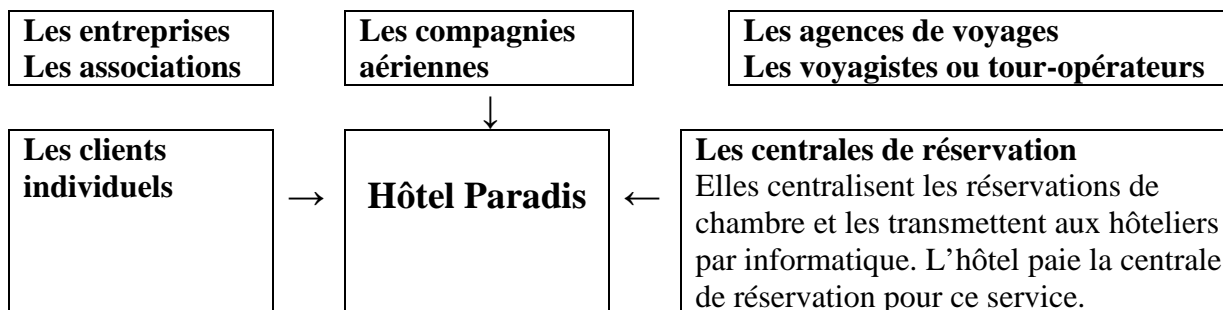 Les entreprises
Les associations
Les compagnies
aériennes
Les agences de voyages
Les voyagistes ou tour-opérateurs
↓
Les clients
individuels
→
Hôtel Paradis
←
Les centrales de réservation
Elles centralisent les réservations de
chambre et les transmettent aux hôteliers
par informatique. L’hôtel paie la centrale
de réservation pour ce service.